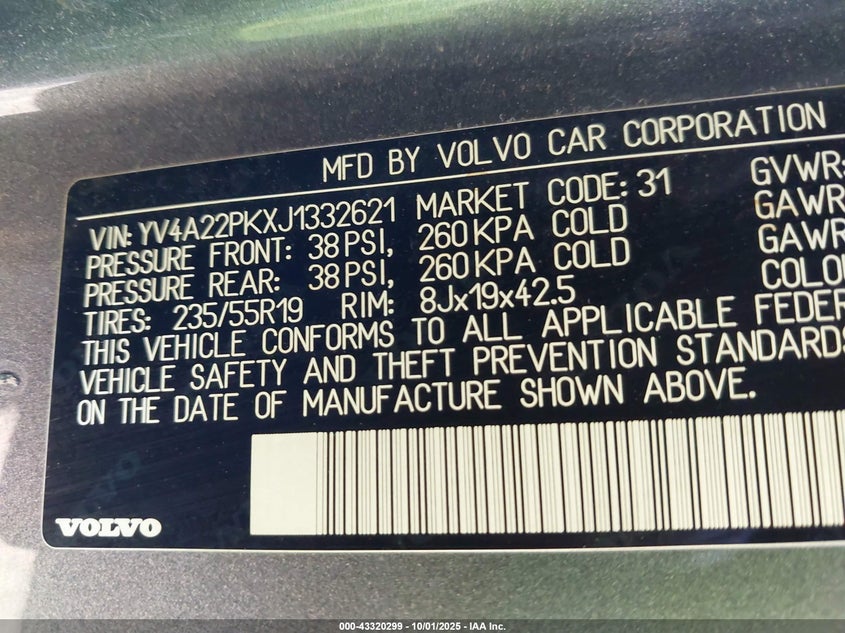 MFD BY VOLVO CAR CORPORATION
VIN: YV4A22PKXJ1332621 MARKET CODE: 31 GVWR:
PRESSURE FRONT: 38 PSI, 260 KPA COLD GAWR
PRESSURE REAR: 38 PSI, 260 KPA COLD GAWR
TIRES: 235/55R19 RIM: 8Jx19x42.5 COLO
THIS VEHICLE CONFORMS TO ALL APPLICABLE FEDER
VEHICLE SAFETY AND THEFT PREVENTION STANDARDS
ON THE DATE OF MANUFACTURE SHOWN ABOVE.
VOLVO
000-43320299 - 10/01/2025 - IAA Inc.